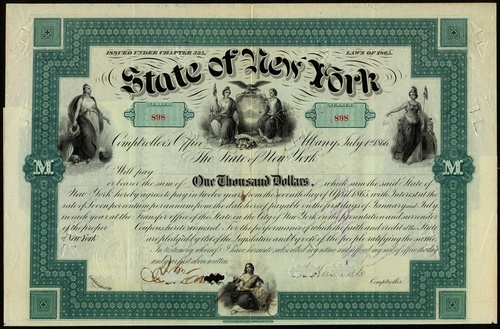 ISSUED UNDER CHAPTER 325, LAWS OF 1865.
State of New York
NUMBER NUMBER
898 898
Comptroller's Office Albany, July 1st 1866
The State of New York
M M
Will pay
or bearer the sum of One Thousand Dollars, which sum the said State of
New York hereby agrees to pay in twelve years from the seventh day of April 1865, with Interest at the
rate of seven per cent in per annum from the date hereof payable on the first days of January and July
in each year at the Transfer office of the State in the City of New York on the presentation and surrender
of the proper Coupons hereto annexed. For the performance of which the faith and credit of the State
are pledged by act of the Legislature and by vote of the people ratifying the same.
New York
In testimony whereof I have hereunto subscribed my name and affixed my seal of office the day
and year first above written.
Comptroller